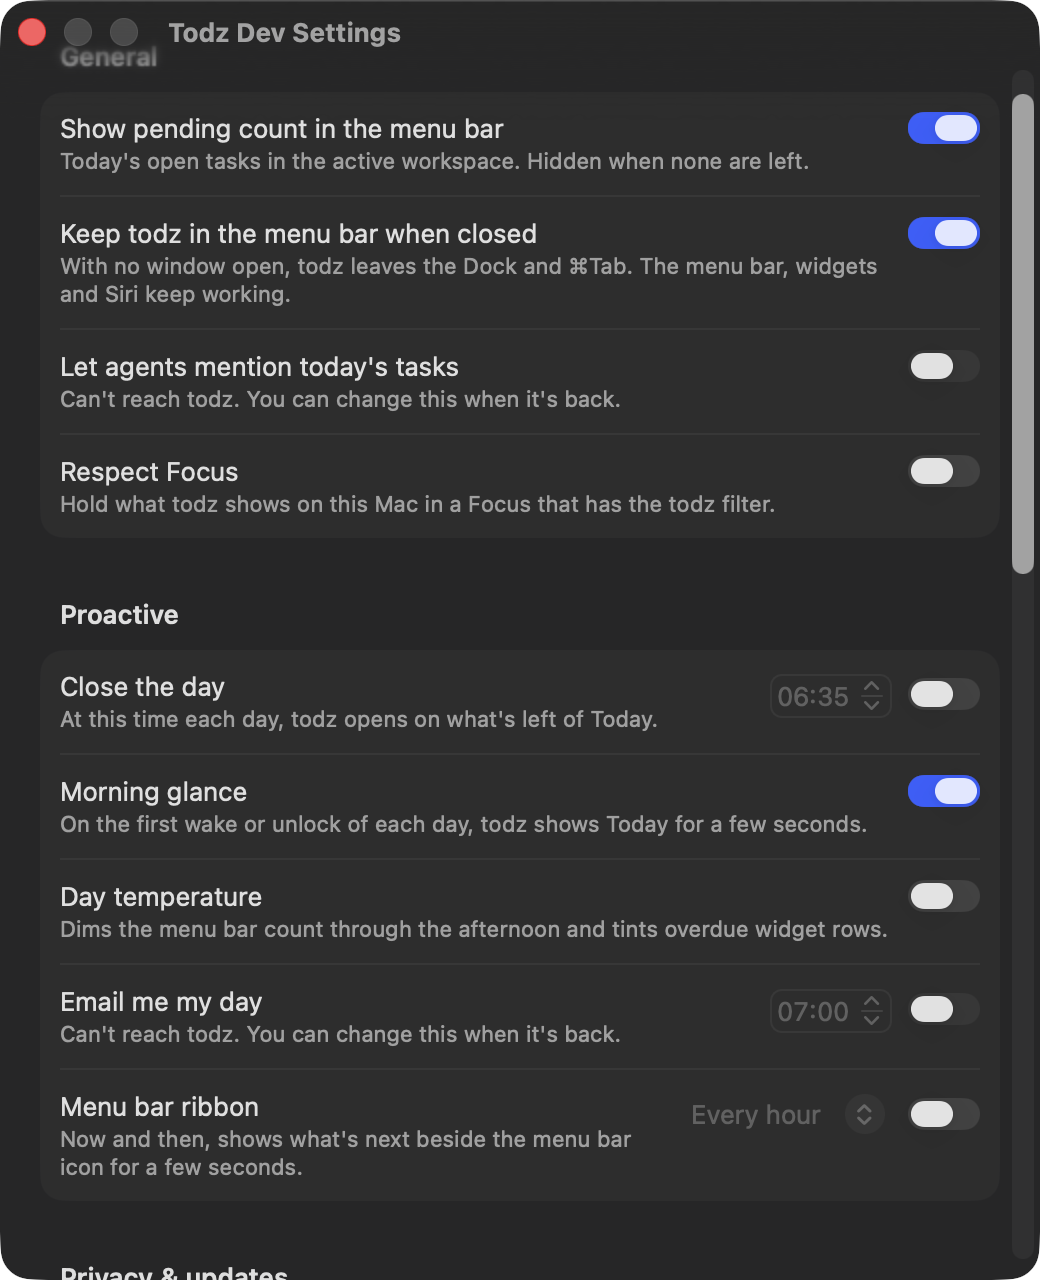 Todz Dev Settings
General
Show pending count in the menu bar
Today's open tasks in the active workspace. Hidden when none are left.
Keep todz in the menu bar when closed
With no window open, todz leaves the Dock and ⌘Tab. The menu bar, widgets
and Siri keep working.
Let agents mention today's tasks
Can't reach todz. You can change this when it's back.
Respect Focus
Hold what todz shows on this Mac in a Focus that has the todz filter.
Proactive
Close the day
06:35
At this time each day, todz opens on what's left of Today.
Morning glance
On the first wake or unlock of each day, todz shows Today for a few seconds.
Day temperature
Dims the menu bar count through the afternoon and tints overdue widget rows.
Email me my day
07:00
Can't reach todz. You can change this when it's back.
Menu bar ribbon
Every hour
Now and then, shows what's next beside the menu bar
icon for a few seconds.
Privacy & updates